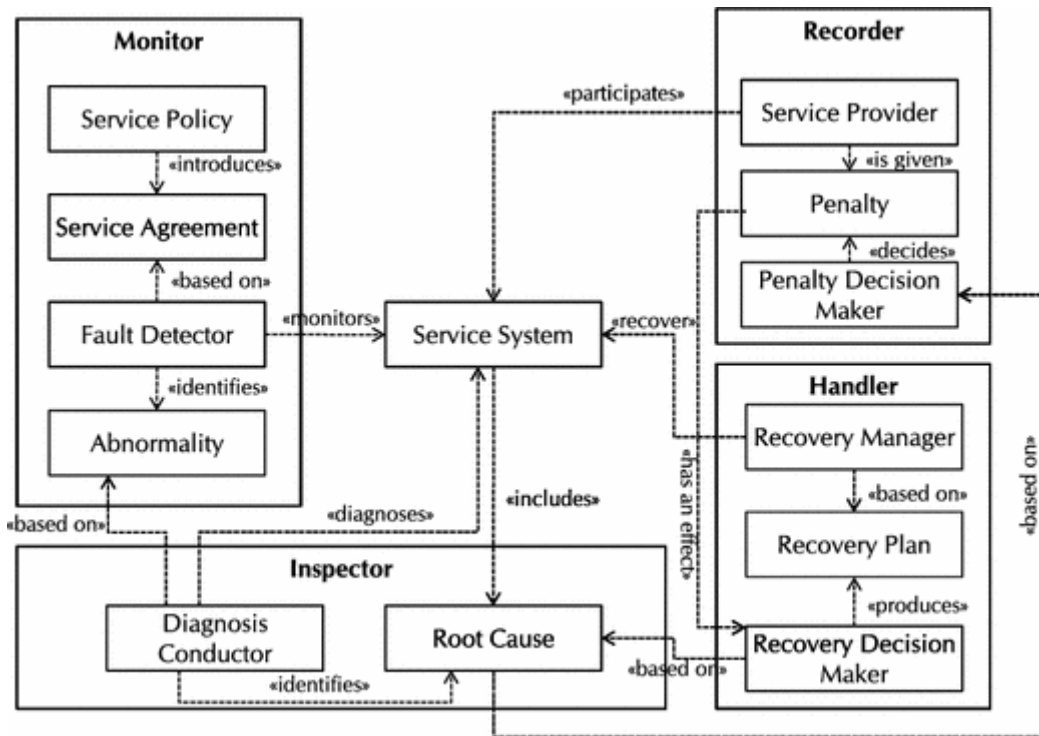 Monitor
Service Policy
«introduces»
Service Agreement
«based on»
Fault Detector
«identifies»
Abnormality
«based on»
«monitors»
Service System
«participates»
«recover»
«diagnoses»
«includes»
«has an effect»
Recorder
Service Provider
«is given»
Penalty
«decides»
Penalty Decision
Maker
Handler
Recovery Manager
«based on»
Recovery Plan
«produces»
Recovery Decision
Maker
«based on»
«based on»
Inspector
Diagnosis
Conductor
«identifies»
Root Cause